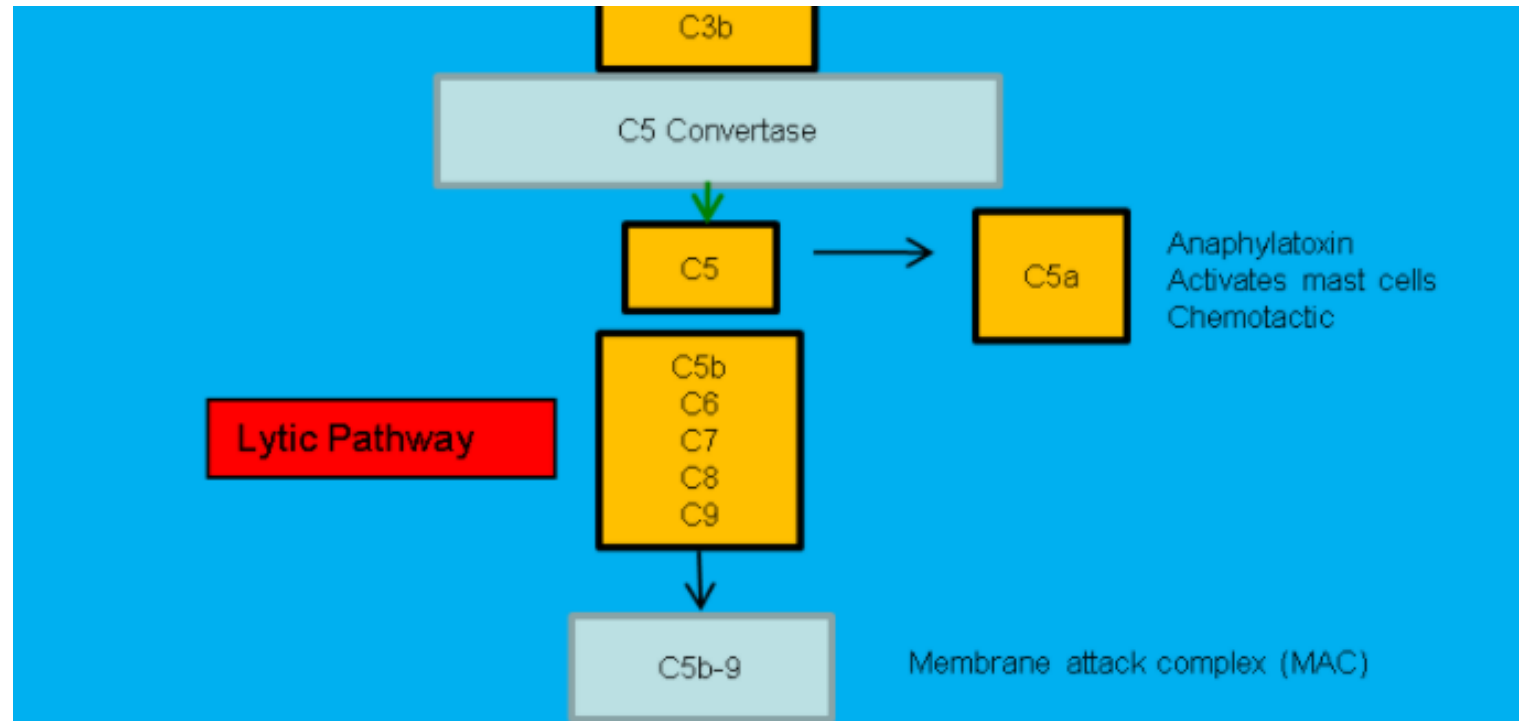 C3b
C5 Convertase
C5
C5a
Anaphylatoxin
Activates mast cells
Chemotactic
Lytic Pathway
C5b
C6
C7
C8
C9
C5b-9
Membrane attack complex (MAC)